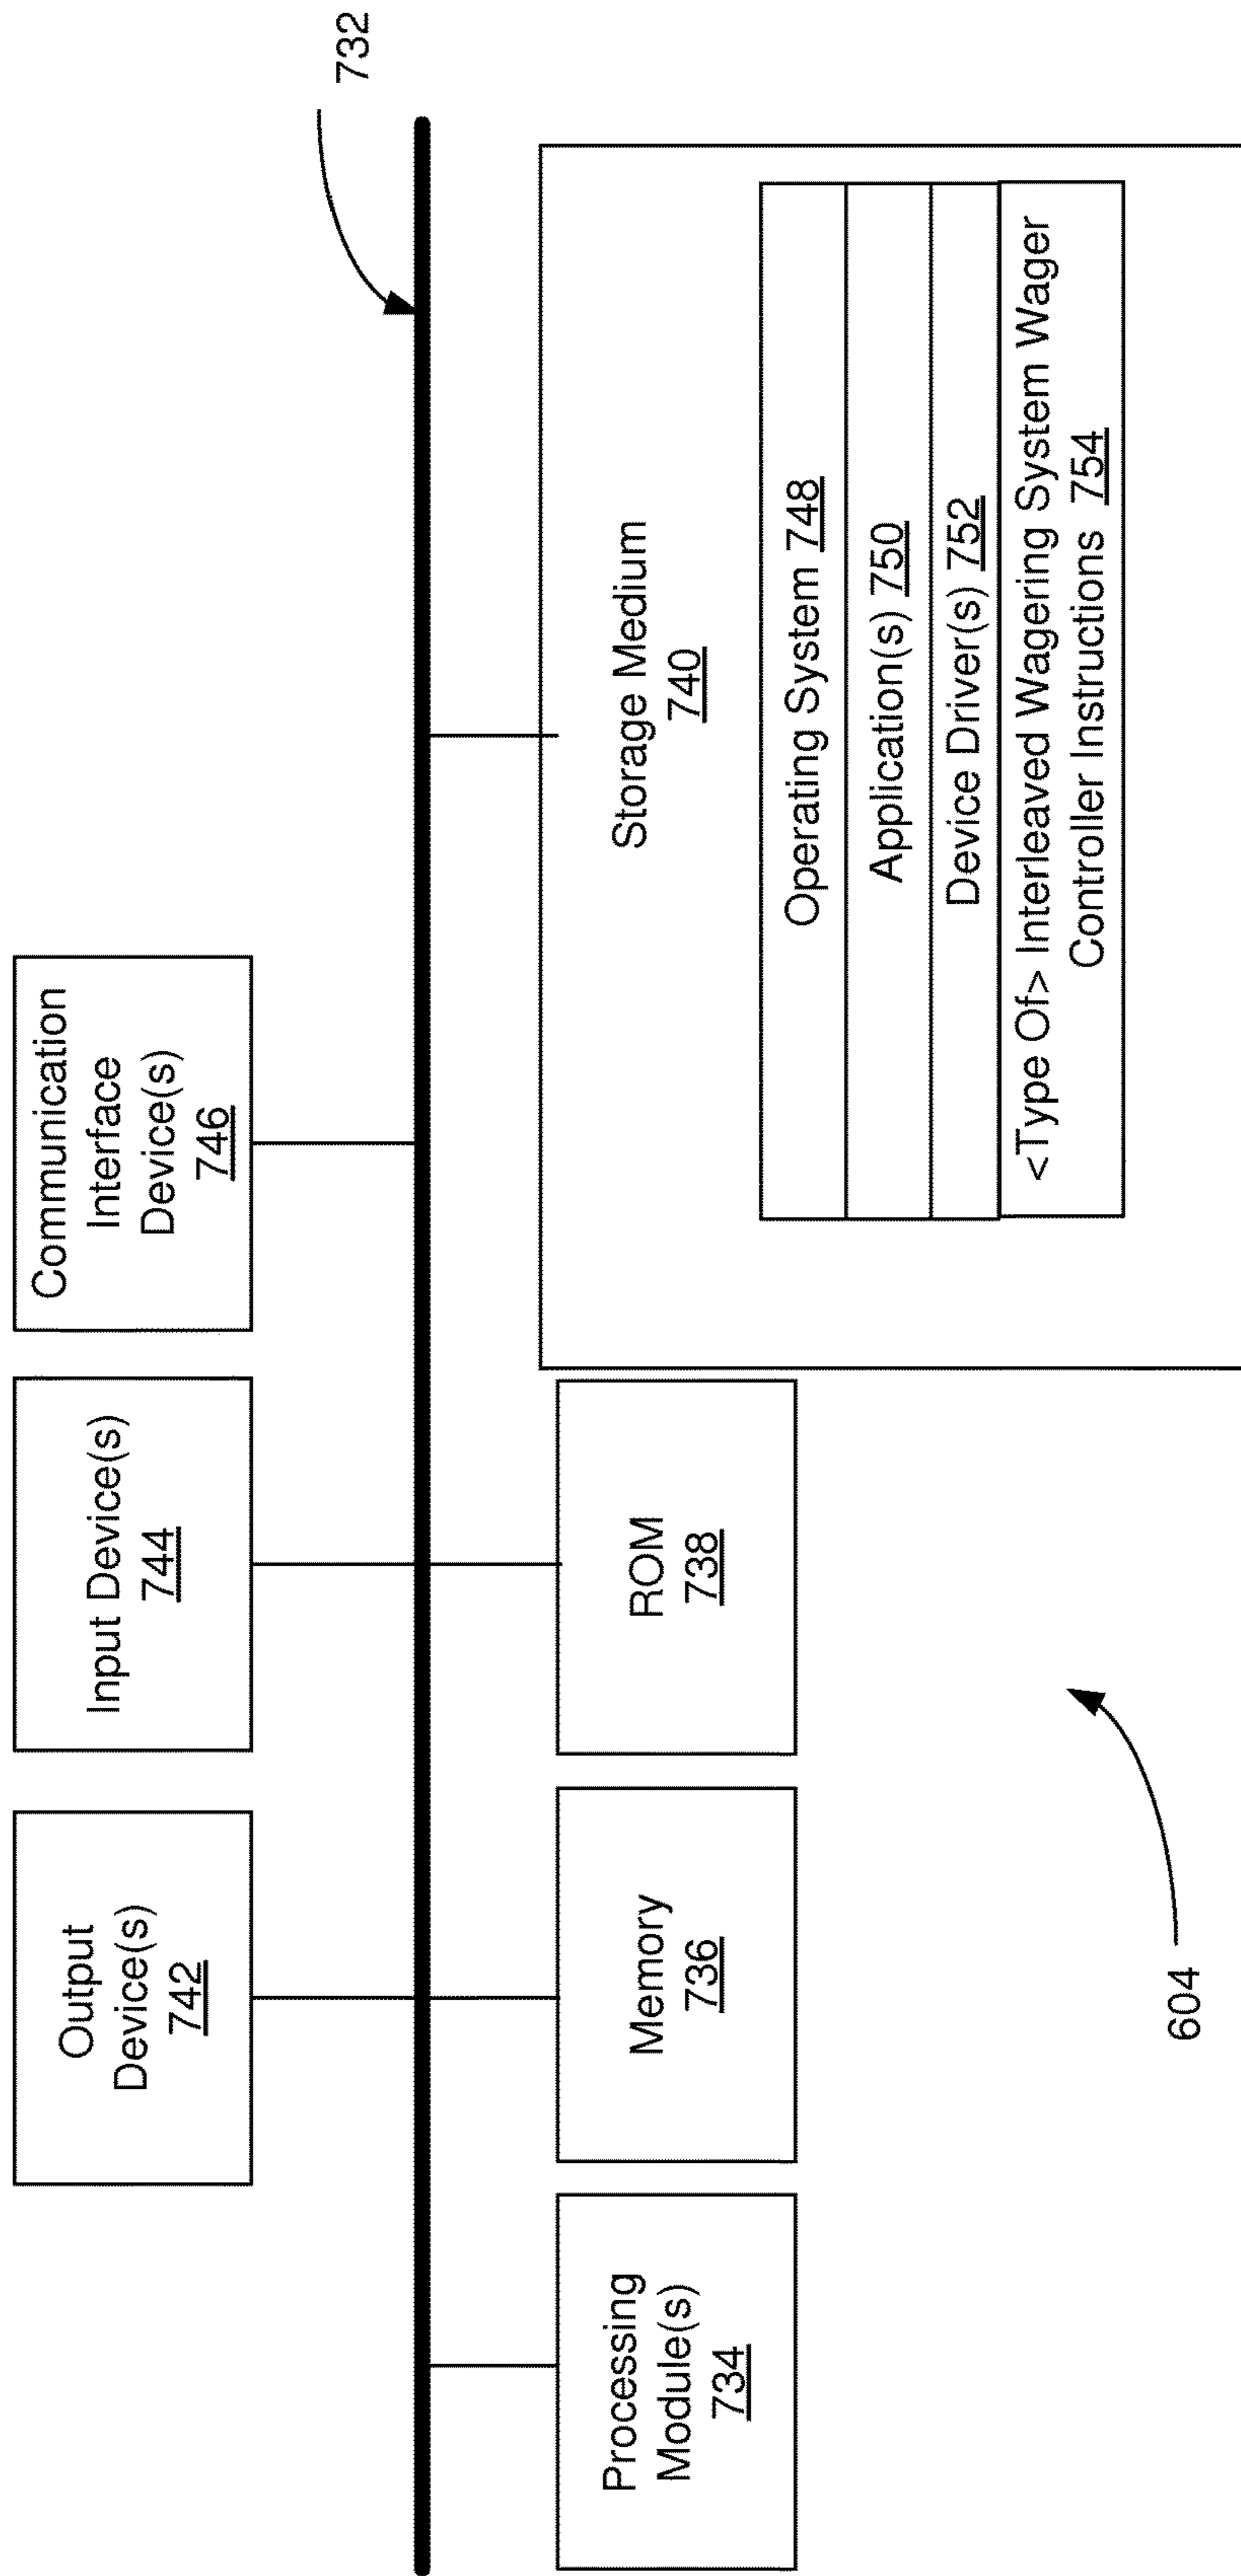 732
Output
Device(s)
742
Input Device(s)
744
Communication
Interface
Device(s)
746
Processing
Module(s)
734
Memory
736
ROM
738
Storage Medium
740
Operating System 748
Application(s) 750
Device Driver(s) 752
<Type Of> Interleaved Wagering System Wager
Controller Instructions 754
604